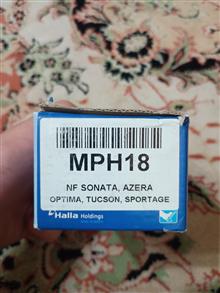 MPH18
NF SONATA, AZERA
OPTIMA, TUCSON, SPORTAGE
Halla Holdings